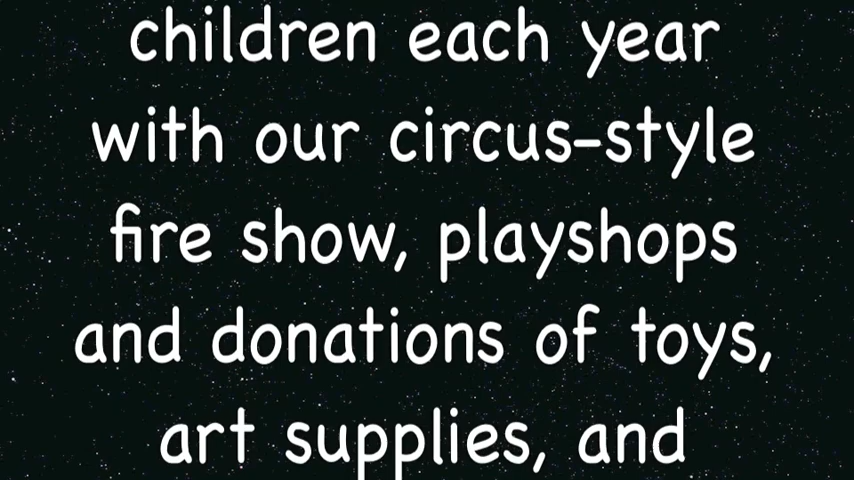 children each year
with our circus-style
fire show, playshops
and donations of toys,
art supplies, and